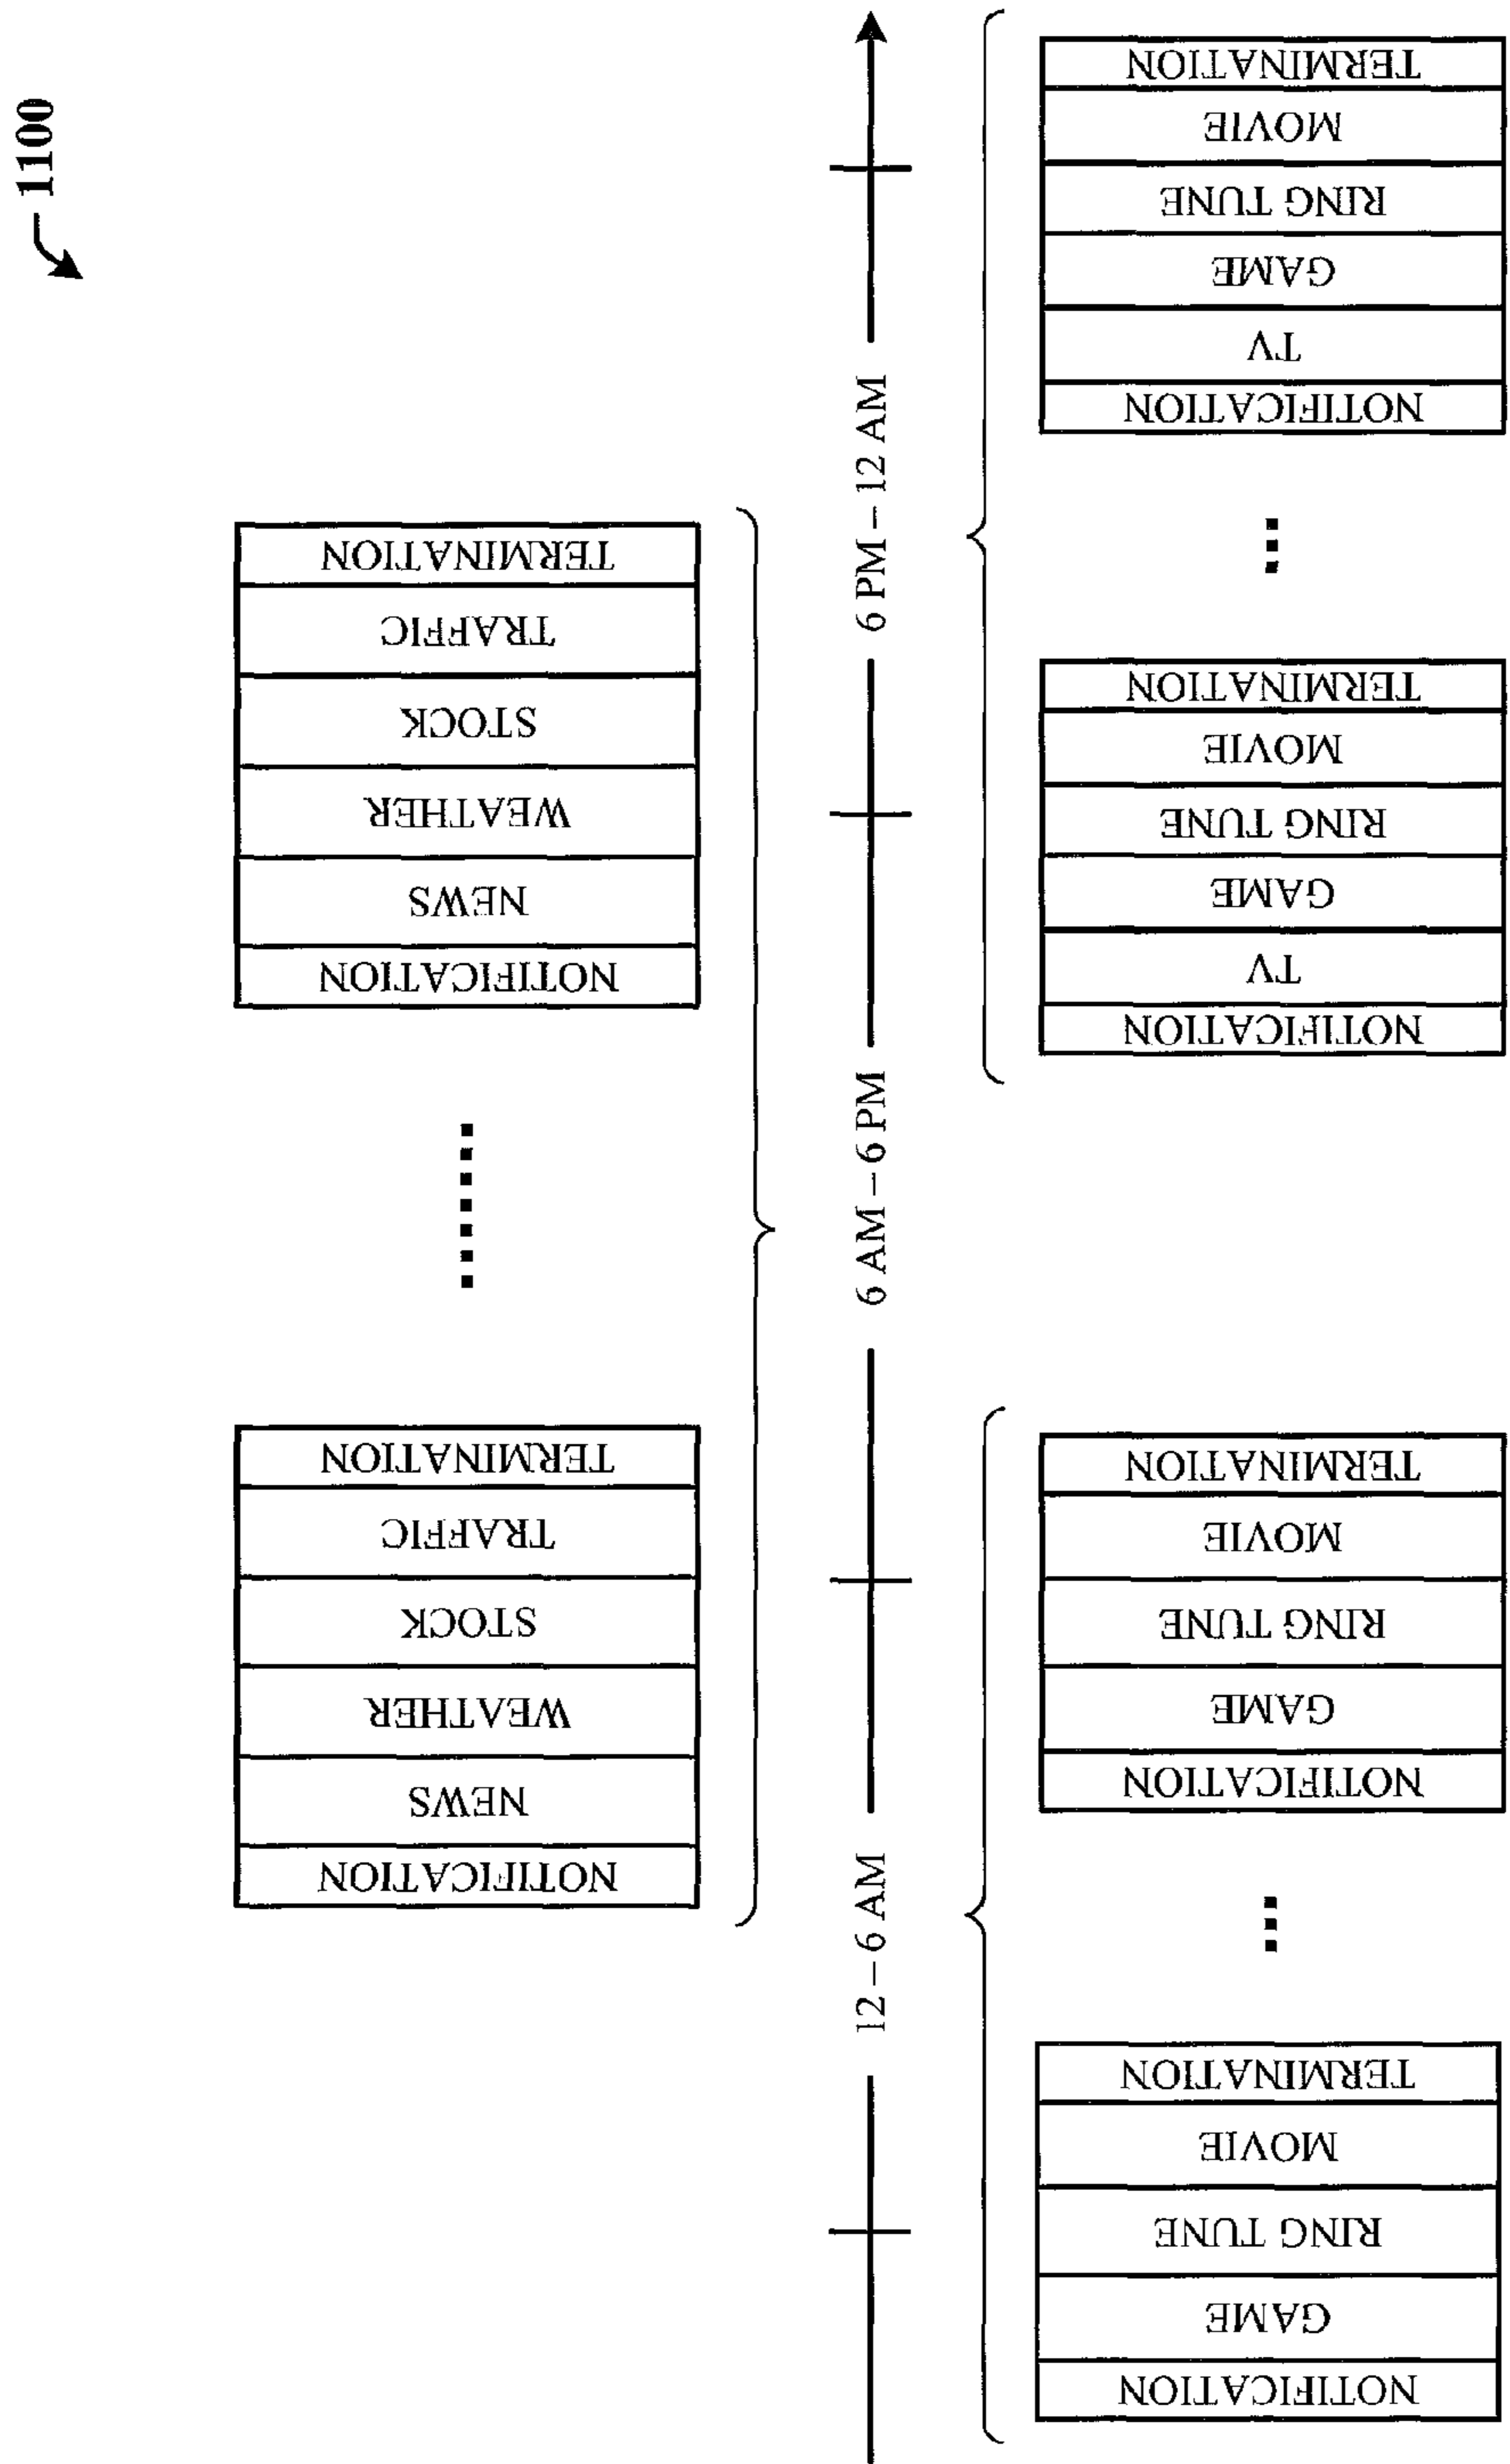 1100
NOTIFICATION
NEWS
WEATHER
STOCK
TRAFFIC
TERMINATION
NOTIFICATION
NEWS
WEATHER
STOCK
TRAFFIC
TERMINATION
12 – 6 AM
6 AM – 6 PM
6 PM – 12 AM
NOTIFICATION
GAME
RING TUNE
MOVIE
TERMINATION
NOTIFICATION
GAME
RING TUNE
MOVIE
TERMINATION
NOTIFICATION
TV
GAME
RING TUNE
MOVIE
TERMINATION
NOTIFICATION
TV
GAME
RING TUNE
MOVIE
TERMINATION